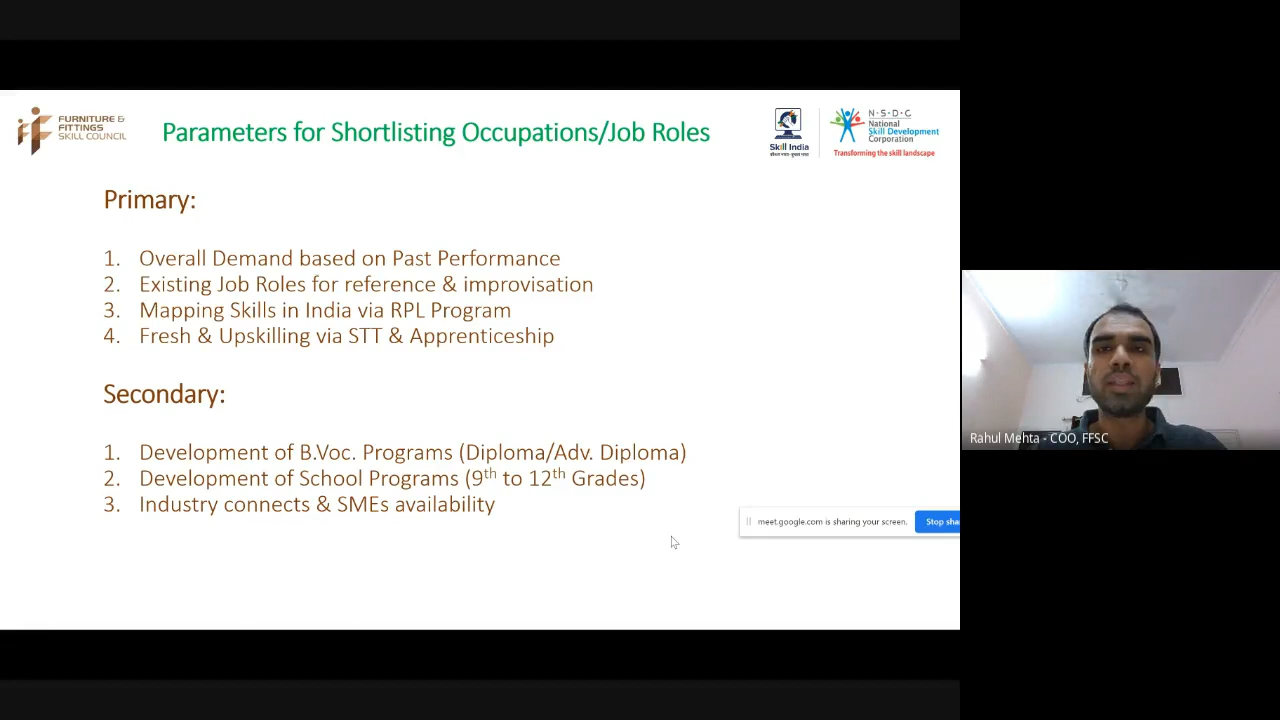 FURNITURE &
FITTINGS
SKILL COUNCIL
Parameters for Shortlisting Occupations/Job Roles
Skill India
कौशल भारत - कुशल भारत
N·S·D·C
National
Skill Development
Corporation
Transforming the skill landscape
Primary:
1. Overall Demand based on Past Performance
2. Existing Job Roles for reference & improvisation
3. Mapping Skills in India via RPL Program
4. Fresh & Upskilling via STT & Apprenticeship
Secondary:
1. Development of B.Voc. Programs (Diploma/Adv. Diploma)
2. Development of School Programs (9th to 12th Grades)
3. Industry connects & SMEs availability
meet.google.com is sharing your screen.
Stop sha
Rahul Mehta - COO, FFSC